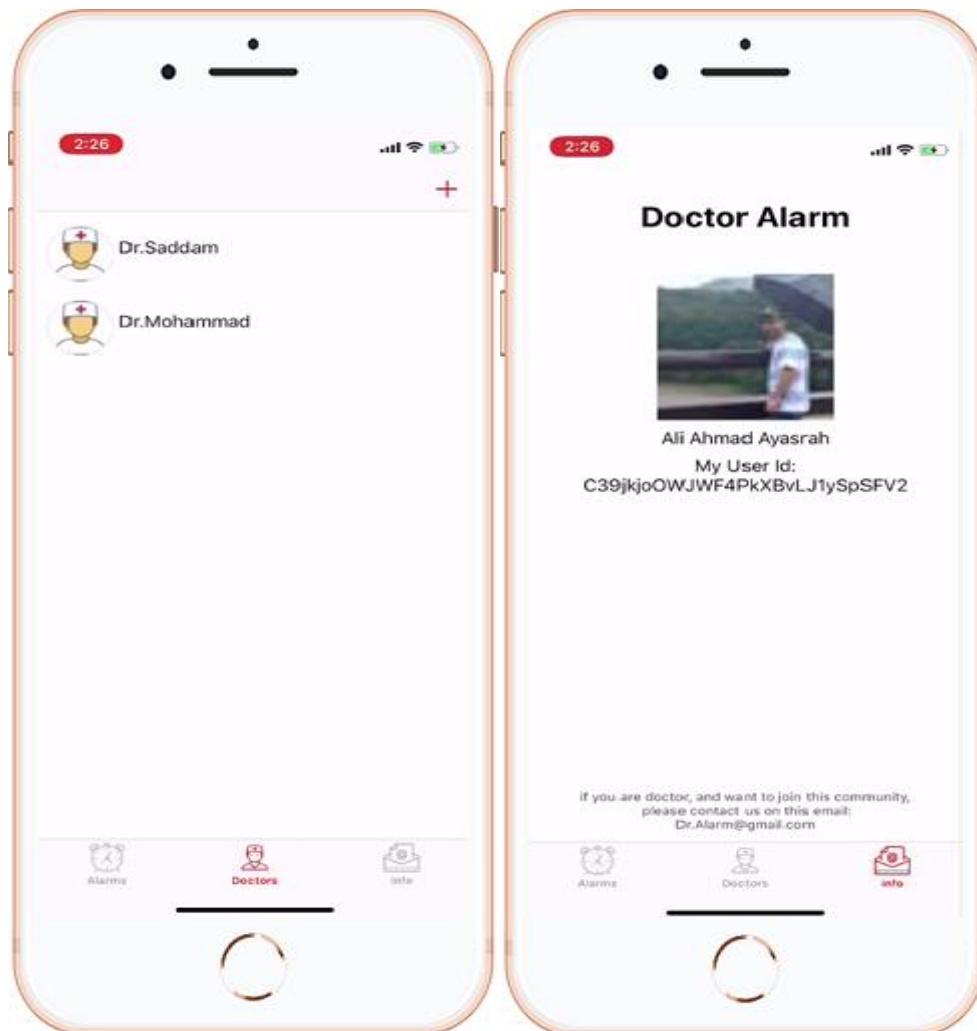 2:26
Dr.Saddam
Dr.Mohammad
Alarms
Doctors
Info
2:26
Doctor Alarm
Ali Ahmad Ayasrah
My User Id:
C39jkjoOWJWF4PkXBvLJ1ySpSFV2
if you are doctor, and want to join this community,
please contact us on this email:
Dr.Alarm@gmail.com
Alarms
Doctors
info